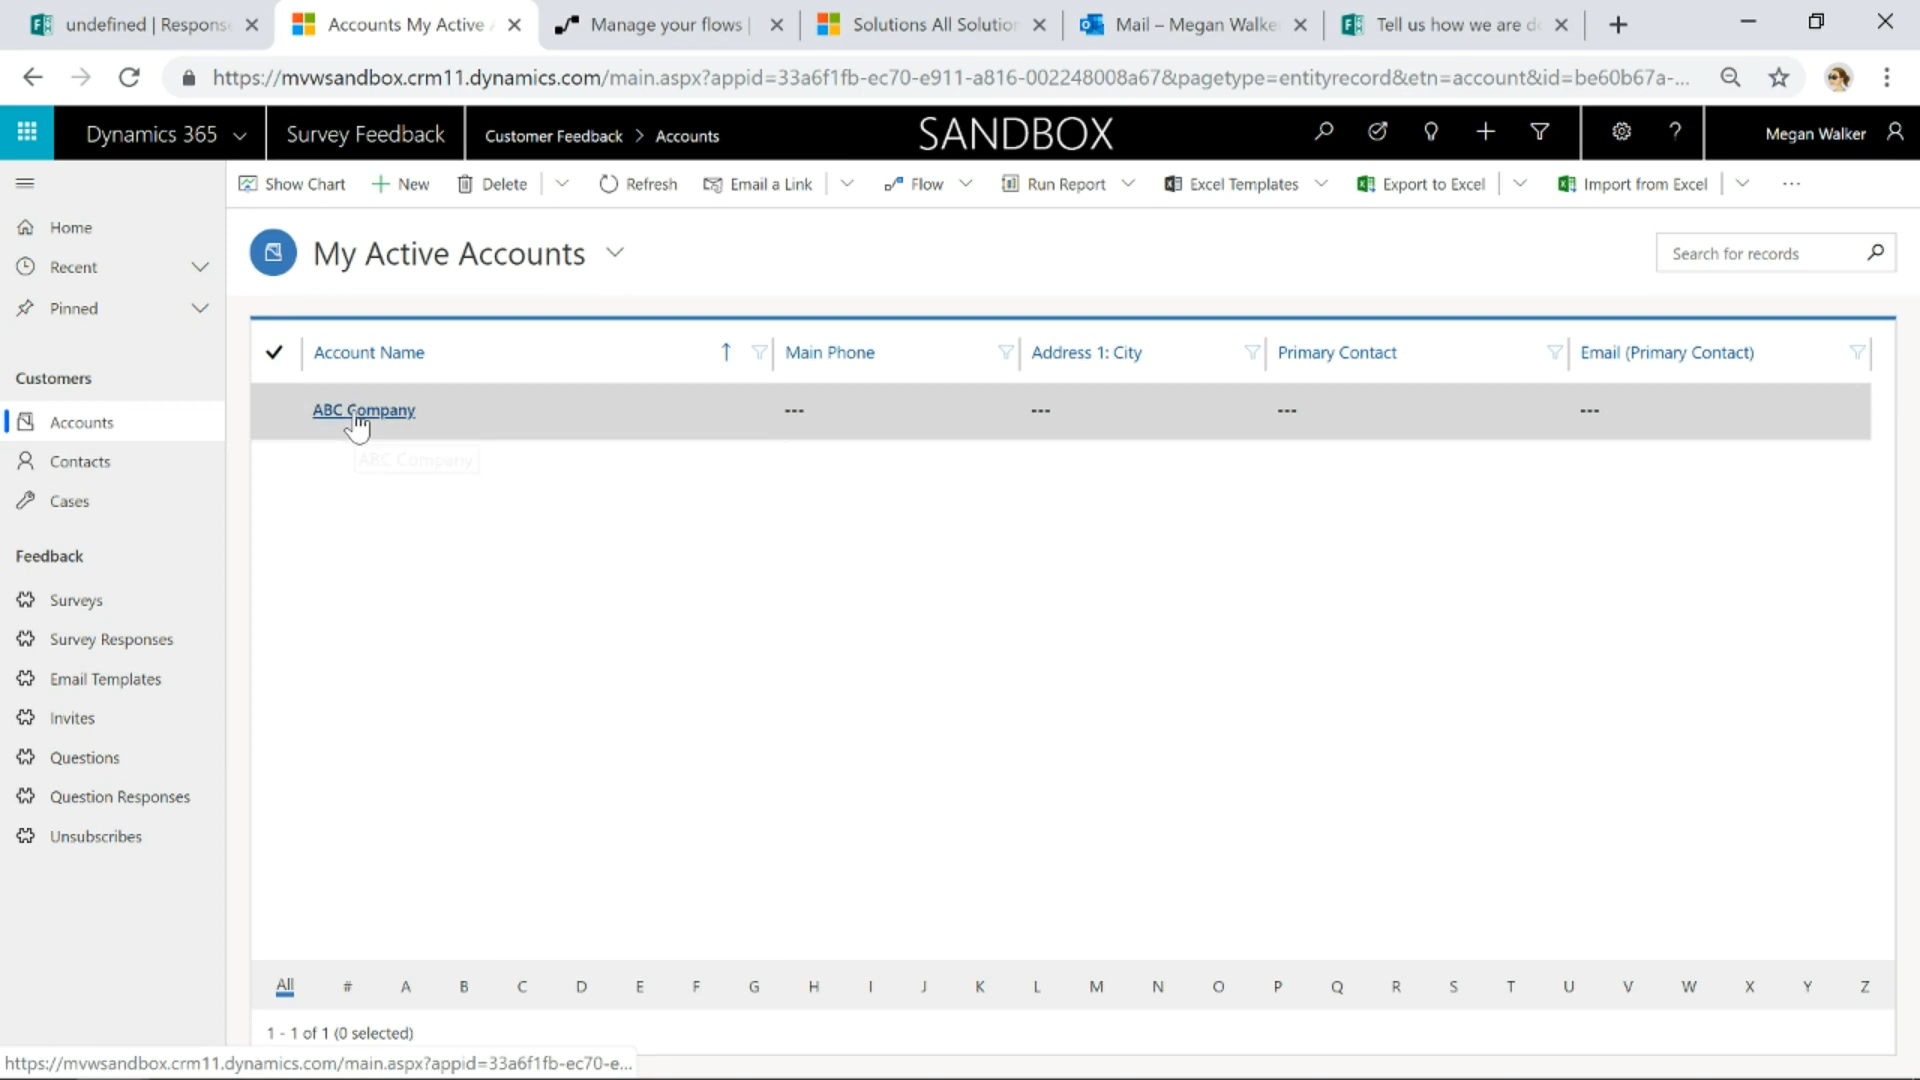 undefined | Respons
Accounts My Active
Manage your flows |
Solutions All Solution
Mail – Megan Walke
Tell us how we are do
https://mvwsandbox.crm11.dynamics.com/main.aspx?appid=33a6f1fb-ec70-e911-a816-002248008a67&pagetype=entityrecord&etn=account&id=be60b67a-...
Dynamics 365
Survey Feedback
Customer Feedback > Accounts
SANDBOX
Megan Walker
Show Chart
New
Delete
Refresh
Email a Link
Flow
Run Report
Excel Templates
Export to Excel
Import from Excel
Home
Recent
Pinned
Customers
Accounts
Contacts
Cases
Feedback
Surveys
Survey Responses
Email Templates
Invites
Questions
Question Responses
Unsubscribes
My Active Accounts
Search for records
Account Name
Main Phone
Address 1: City
Primary Contact
Email (Primary Contact)
ABC Company --- --- --- ---
ABC Company
All # A B C D E F G H I J K L M N O P Q R S T U V W X Y Z
1 - 1 of 1 (0 selected)
https://mvwsandbox.crm11.dynamics.com/main.aspx?appid=33a6f1fb-ec70-e...